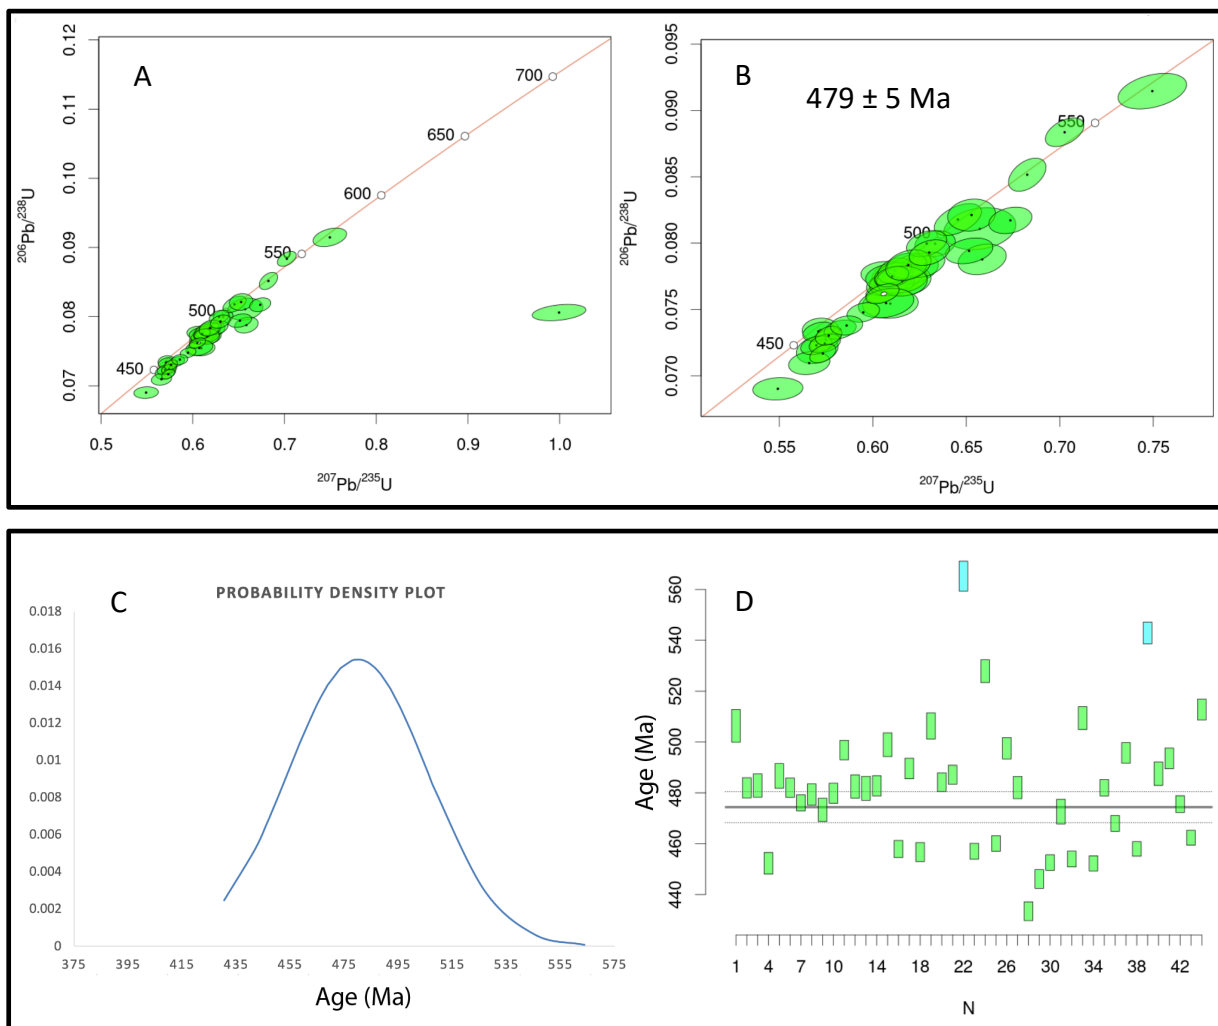 A
0.12
0.11
0.10
0.09
0.08
0.07
206Pb/238U
700
650
600
550
500
450
0.5 0.6 0.7 0.8 0.9 1.0
207Pb/235U
B
479 ± 5 Ma
0.095
0.090
0.085
0.080
0.075
0.070
206Pb/238U
550
500
450
0.55 0.60 0.65 0.70 0.75
207Pb/235U
C
PROBABILITY DENSITY PLOT
0.018
0.016
0.014
0.012
0.01
0.008
0.006
0.004
0.002
0
375 395 415 435 455 475 495 515 535 555 575
Age (Ma)
D
560
540
520
500
480
460
440
Age (Ma)
1 4 7 10 14 18 22 26 30 34 38 42
N